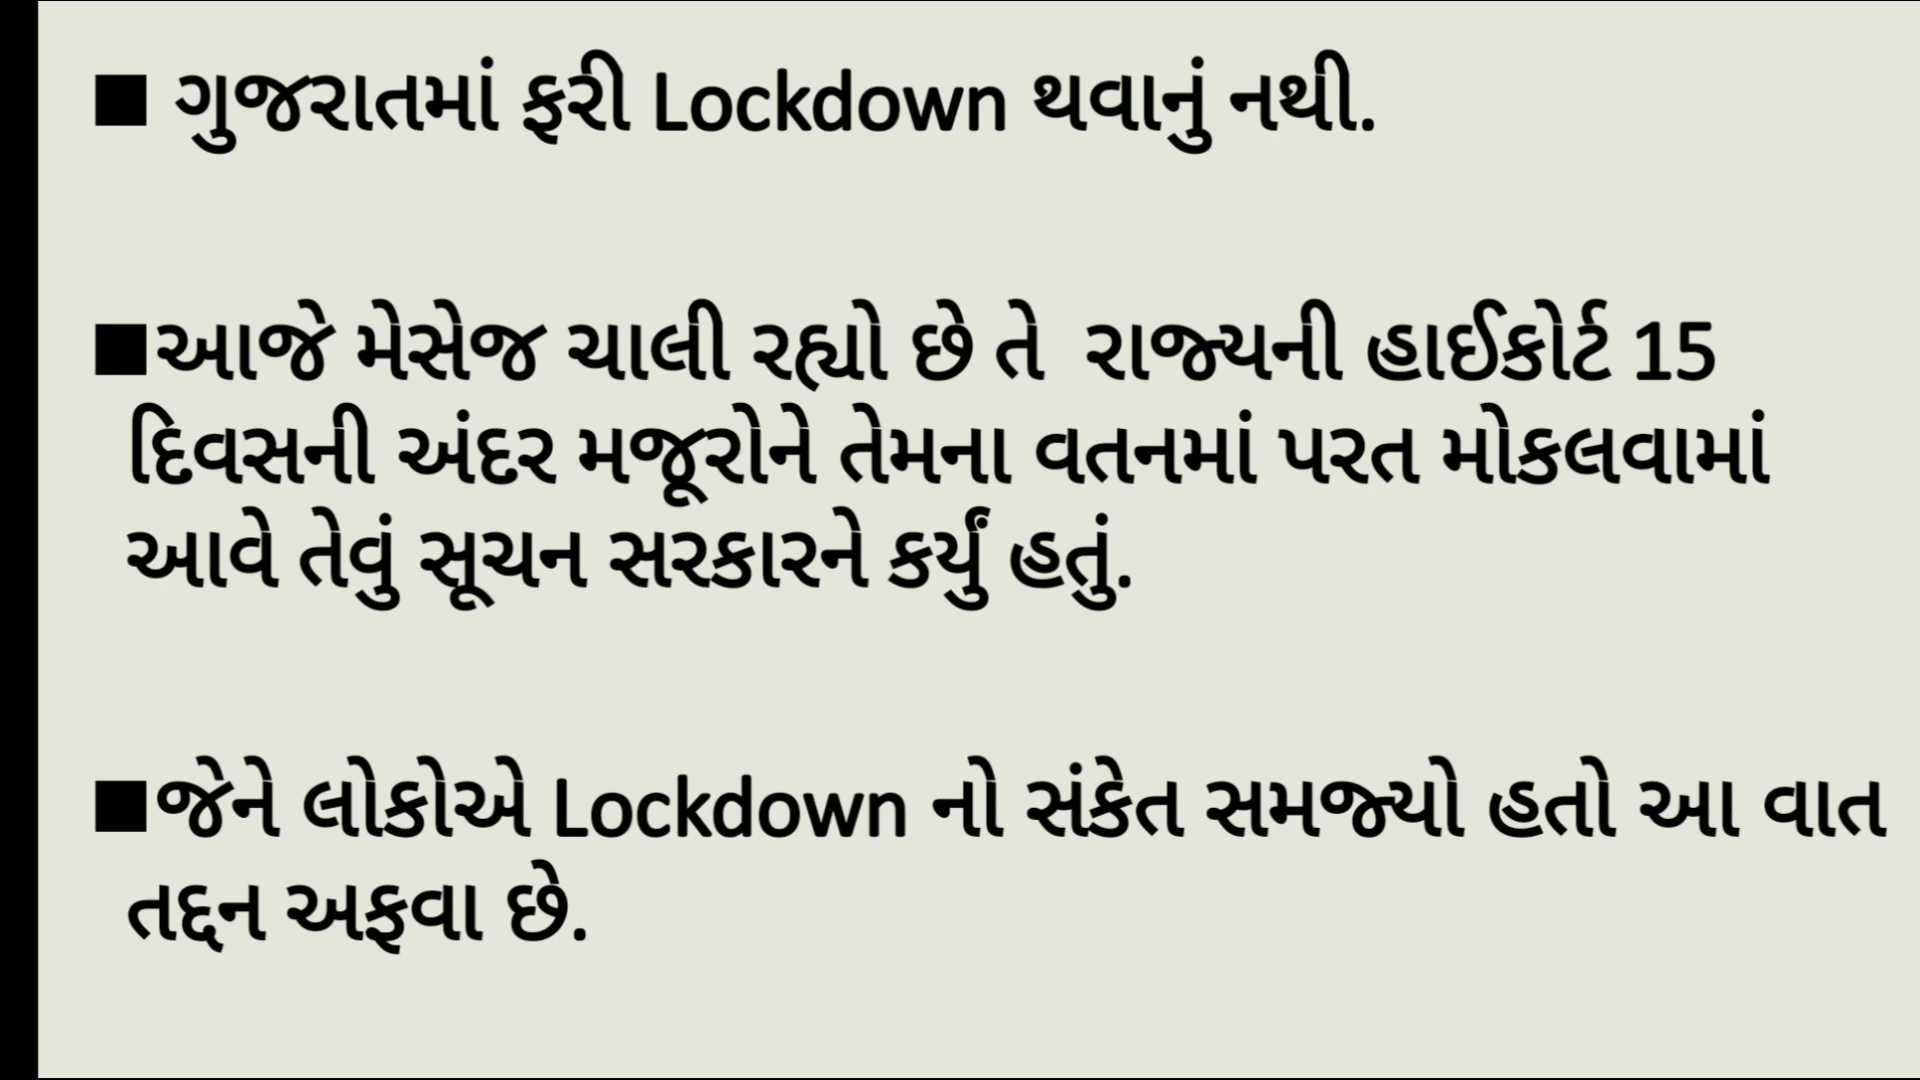 ■ ગુજરાતમાં ફરી Lockdown થવાનું નથી.
■આજે મેસેજ ચાલી રહ્યો છે તે રાજ્યની હાઈકોર્ટ 15
દિવસની અંદર મજૂરોને તેમના વતનમાં પરત મોકલવામાં
આવે તેવું સૂચન સરકારને કર્યું હતું.
■જેને લોકોએ Lockdown નો સંકેત સમજ્યો હતો આ વાત
તદ્દન અફવા છે.